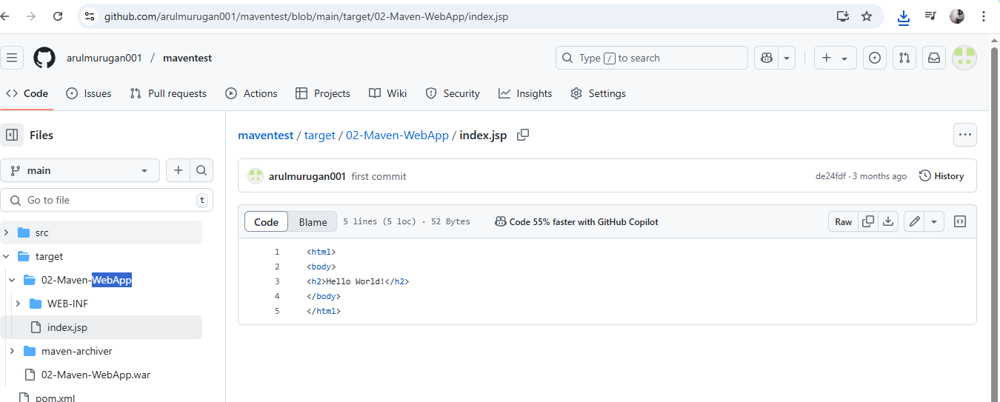 github.com/arulmurugan001/maventest/blob/main/target/02-Maven-WebApp/index.jsp
arulmurugan001 / maventest
Type / to search
Code Issues Pull requests Actions Projects Wiki Security Insights Settings
Files
main
Go to file t
src
target
02-Maven-WebApp
WEB-INF
index.jsp
maven-archiver
02-Maven-WebApp.war
pom.xml
maventest / target / 02-Maven-WebApp / index.jsp
arulmurugan001 first commit
de24fdf · 3 months ago History
Code Blame 5 lines (5 loc) · 52 Bytes Code 55% faster with GitHub Copilot Raw
1 <html>
2 <body>
3 <h2>Hello World!</h2>
4 </body>
5 </html>